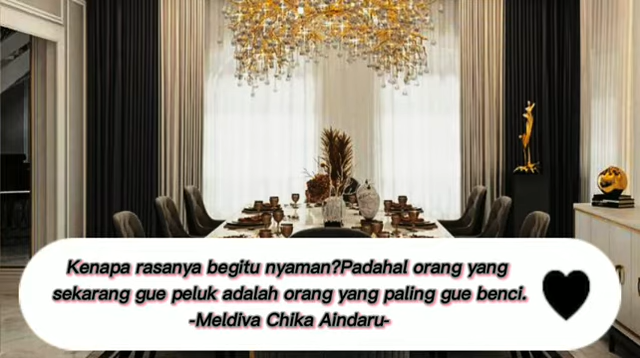 Kenapa rasanya begitu nyaman?Padahal orang yang
sekarang gue peluk adalah orang yang paling gue benci.
-Meldiva Chika Aindaru-